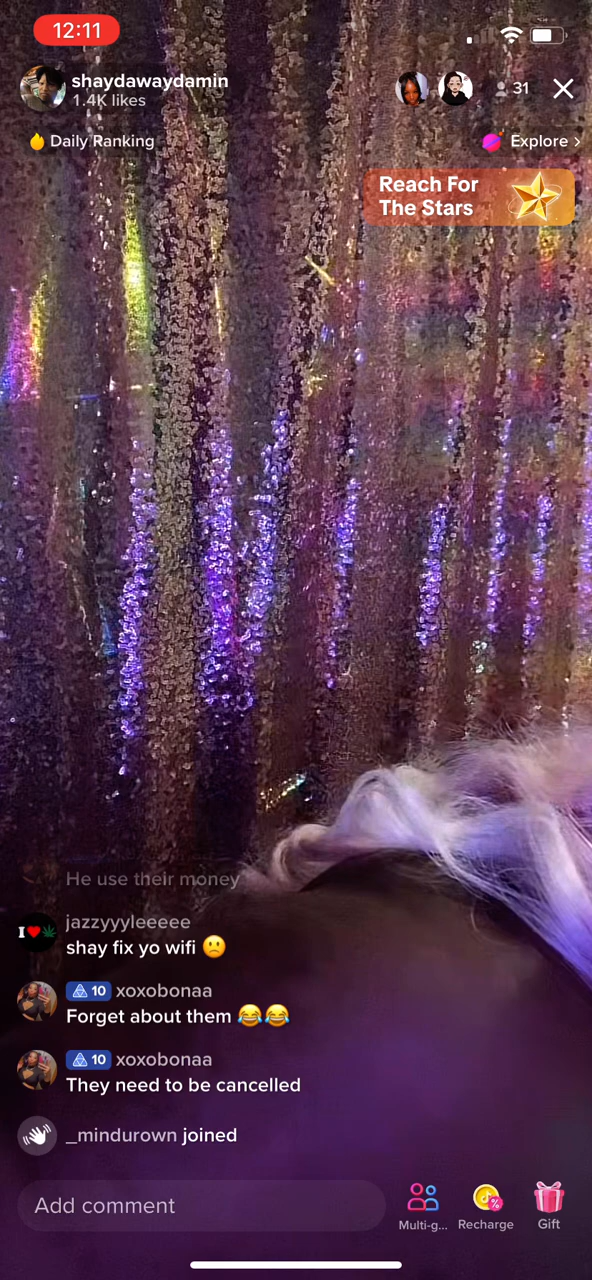 12:11
shaydawaydamin
1.4K likes
31
Daily Ranking
Explore >
Reach For
The Stars
He use their money
I ❤️
jazzyyyleeeee
shay fix yo wifi 🙁
10 xoxobonaa
Forget about them 😂😂
10 xoxobonaa
They need to be cancelled
_mindurown joined
Add comment
Multi-g...
Recharge
Gift